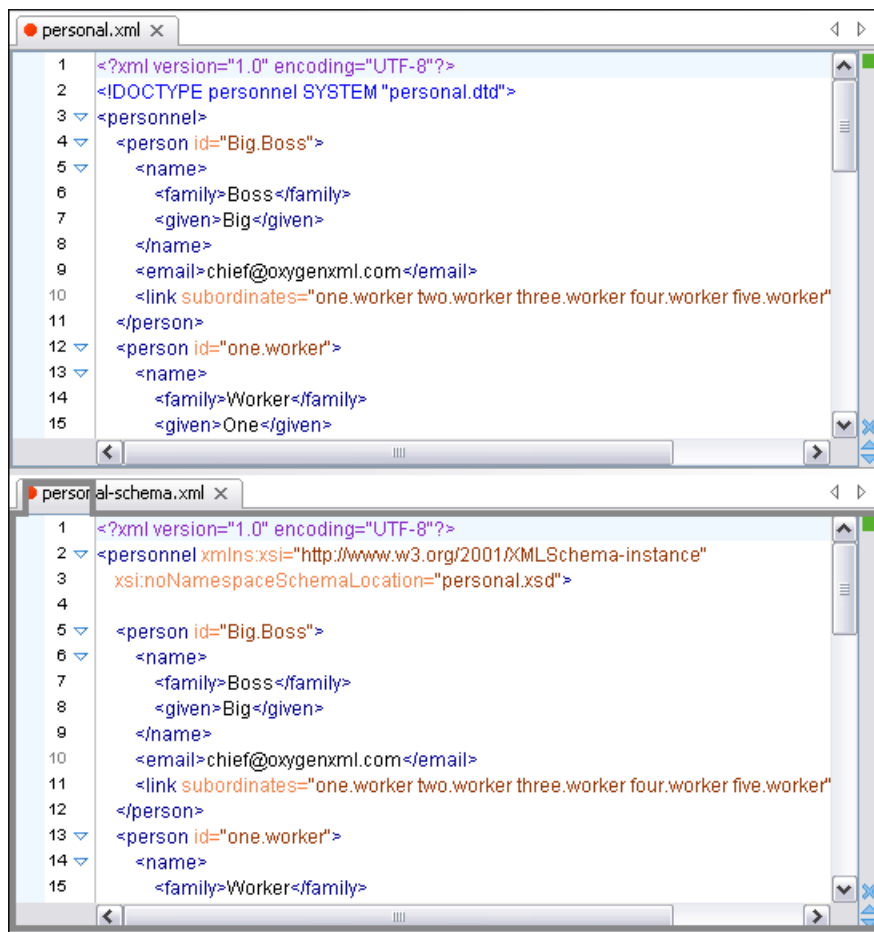 personal.xml
1 <?xml version="1.0" encoding="UTF-8"?>
2 <!DOCTYPE personnel SYSTEM "personal.dtd">
3 <personnel>
4 <person id="Big.Boss">
5 <name>
6 <family>Boss</family>
7 <given>Big</given>
8 </name>
9 <email>chief@oxygenxml.com</email>
10 <link subordinates="one.worker two.worker three.worker four.worker five.worker"
11 </person>
12 <person id="one.worker">
13 <name>
14 <family>Worker</family>
15 <given>One</given>
personal-schema.xml
1 <?xml version="1.0" encoding="UTF-8"?>
2 <personnel xmlns:xsi="http://www.w3.org/2001/XMLSchema-instance"
3 xsi:noNamespaceSchemaLocation="personal.xsd">
4
5 <person id="Big.Boss">
6 <name>
7 <family>Boss</family>
8 <given>Big</given>
9 </name>
10 <email>chief@oxygenxml.com</email>
11 <link subordinates="one.worker two.worker three.worker four.worker five.worker"
12 </person>
13 <person id="one.worker">
14 <name>
15 <family>Worker</family>